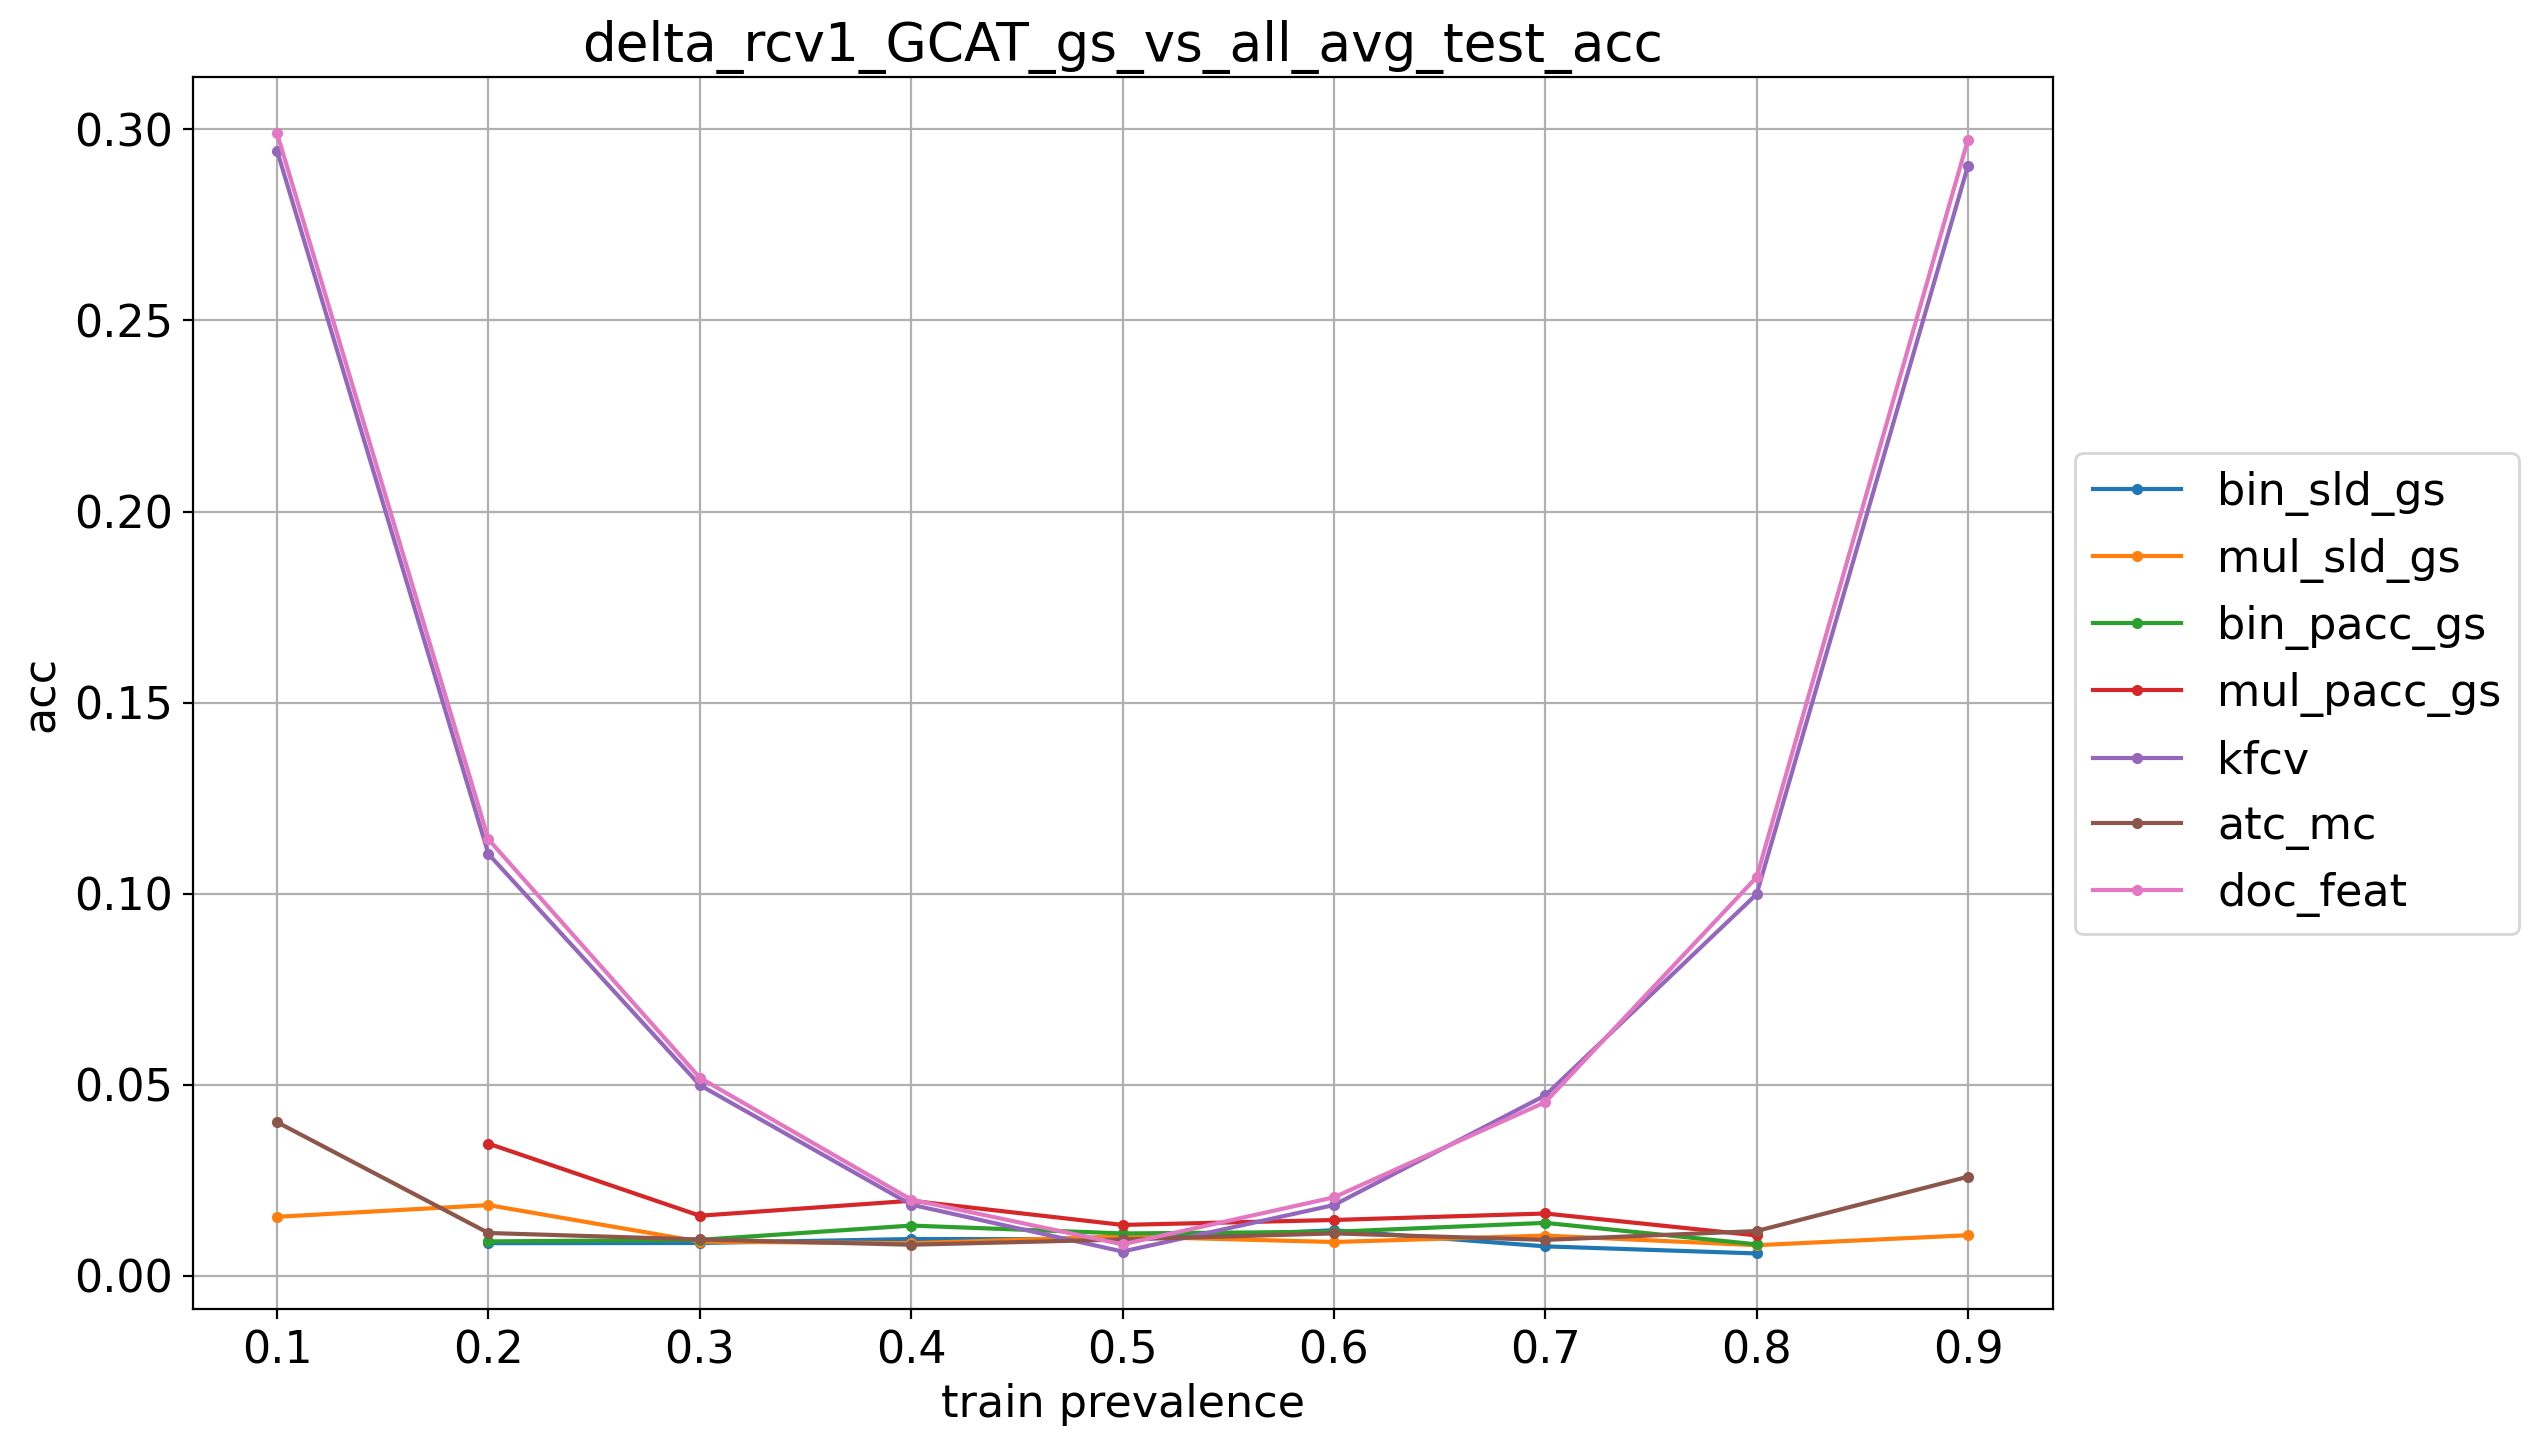 delta_rcv1_GCAT_gs_vs_all_avg_test_acc
0.30
0.25
0.20
0.15
0.10
0.05
0.00
acc
0.1 0.2 0.3 0.4 0.5 0.6 0.7 0.8 0.9
train prevalence
bin_sld_gs
mul_sld_gs
bin_pacc_gs
mul_pacc_gs
kfcv
atc_mc
doc_feat